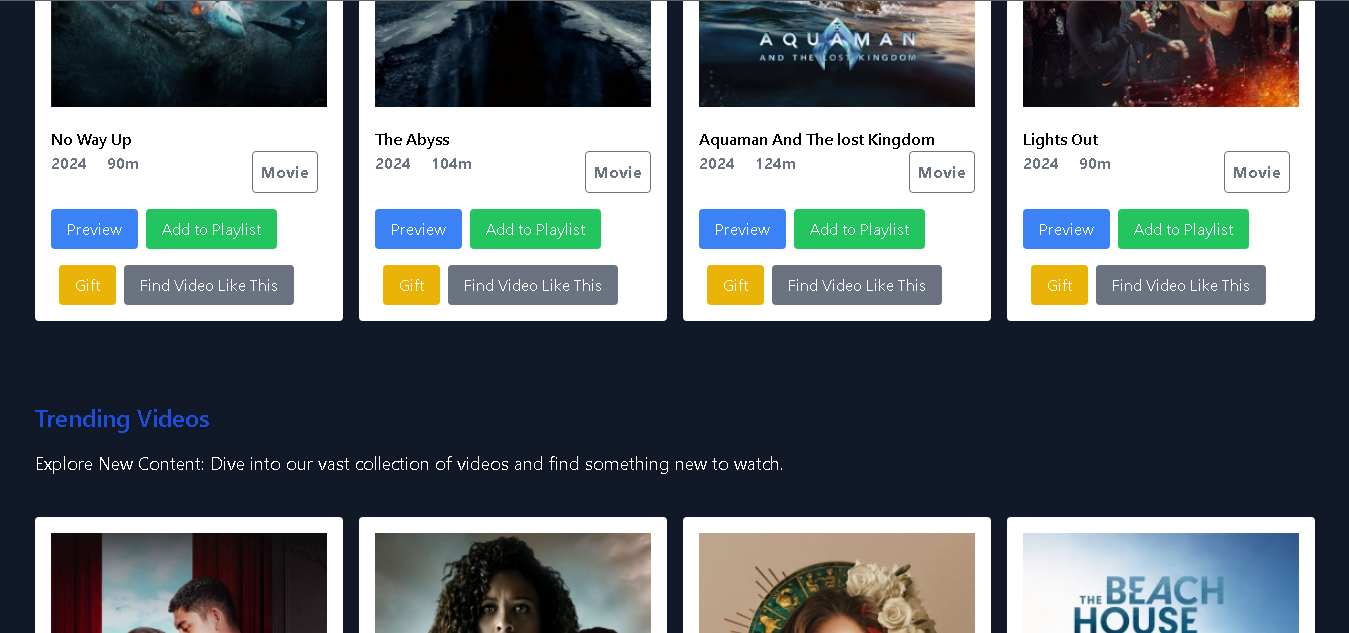 AQUAMAN
AND THE LOST KINGDOM
No Way Up
2024 90m
Movie
Preview Add to Playlist
Gift Find Video Like This
The Abyss
2024 104m
Movie
Preview Add to Playlist
Gift Find Video Like This
Aquaman And The lost Kingdom
2024 124m
Movie
Preview Add to Playlist
Gift Find Video Like This
Lights Out
2024 90m
Movie
Preview Add to Playlist
Gift Find Video Like This
Trending Videos
Explore New Content: Dive into our vast collection of videos and find something new to watch.
THE BEACH
HOUSE